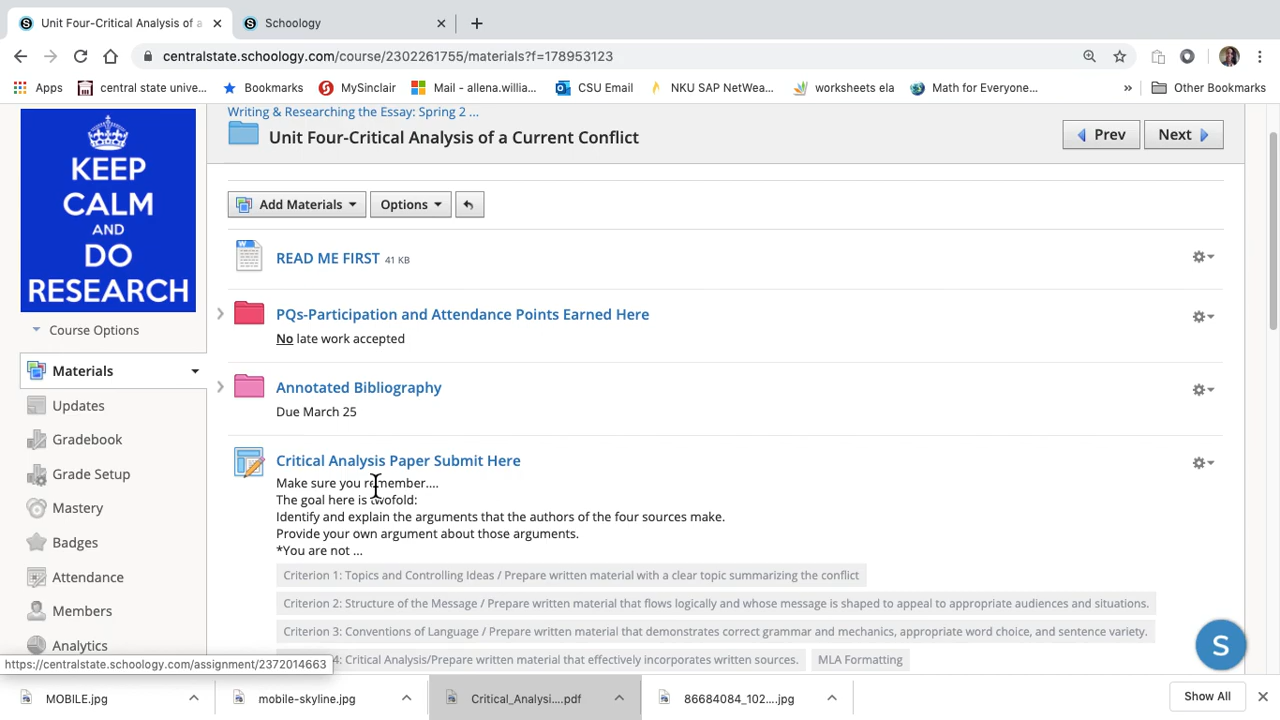 Unit Four-Critical Analysis of a
Schoology
centralstate.schoology.com/course/2302261755/materials?f=178953123
Apps
central state unive...
Bookmarks
MySinclair
Mail - allena.willia...
CSU Email
NKU SAP NetWea...
worksheets ela
Math for Everyone...
»
Other Bookmarks
KEEP
CALM
AND
DO
RESEARCH
Writing & Researching the Essay: Spring 2 ...
Unit Four-Critical Analysis of a Current Conflict
Prev
Next
Add Materials
Options
READ ME FIRST 41 KB
PQs-Participation and Attendance Points Earned Here
No late work accepted
Annotated Bibliography
Due March 25
Critical Analysis Paper Submit Here
Make sure you remember....
The goal here is twofold:
Identify and explain the arguments that the authors of the four sources make.
Provide your own argument about those arguments.
*You are not ...
Criterion 1: Topics and Controlling Ideas / Prepare written material with a clear topic summarizing the conflict
Criterion 2: Structure of the Message / Prepare written material that flows logically and whose message is shaped to appeal to appropriate audiences and situations.
Criterion 3: Conventions of Language / Prepare written material that demonstrates correct grammar and mechanics, appropriate word choice, and sentence variety.
4: Critical Analysis/Prepare written material that effectively incorporates written sources.
MLA Formatting
Course Options
Materials
Updates
Gradebook
Grade Setup
Mastery
Badges
Attendance
Members
Analytics
https://centralstate.schoology.com/assignment/2372014663
S
MOBILE.jpg
mobile-skyline.jpg
Critical_Analysi....pdf
86684084_102....jpg
Show All